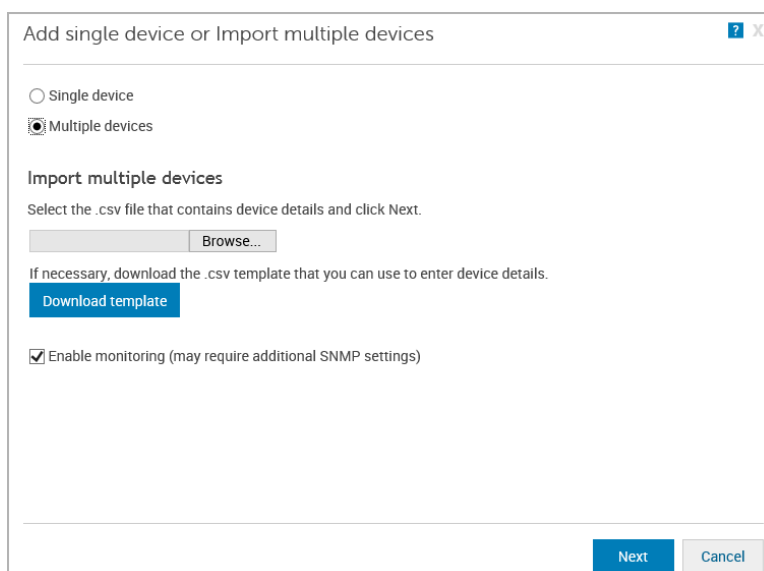 Add single device or Import multiple devices
? X
Single device
Multiple devices
Import multiple devices
Select the .csv file that contains device details and click Next.
Browse...
If necessary, download the .csv template that you can use to enter device details.
Download template
Enable monitoring (may require additional SNMP settings)
Next Cancel